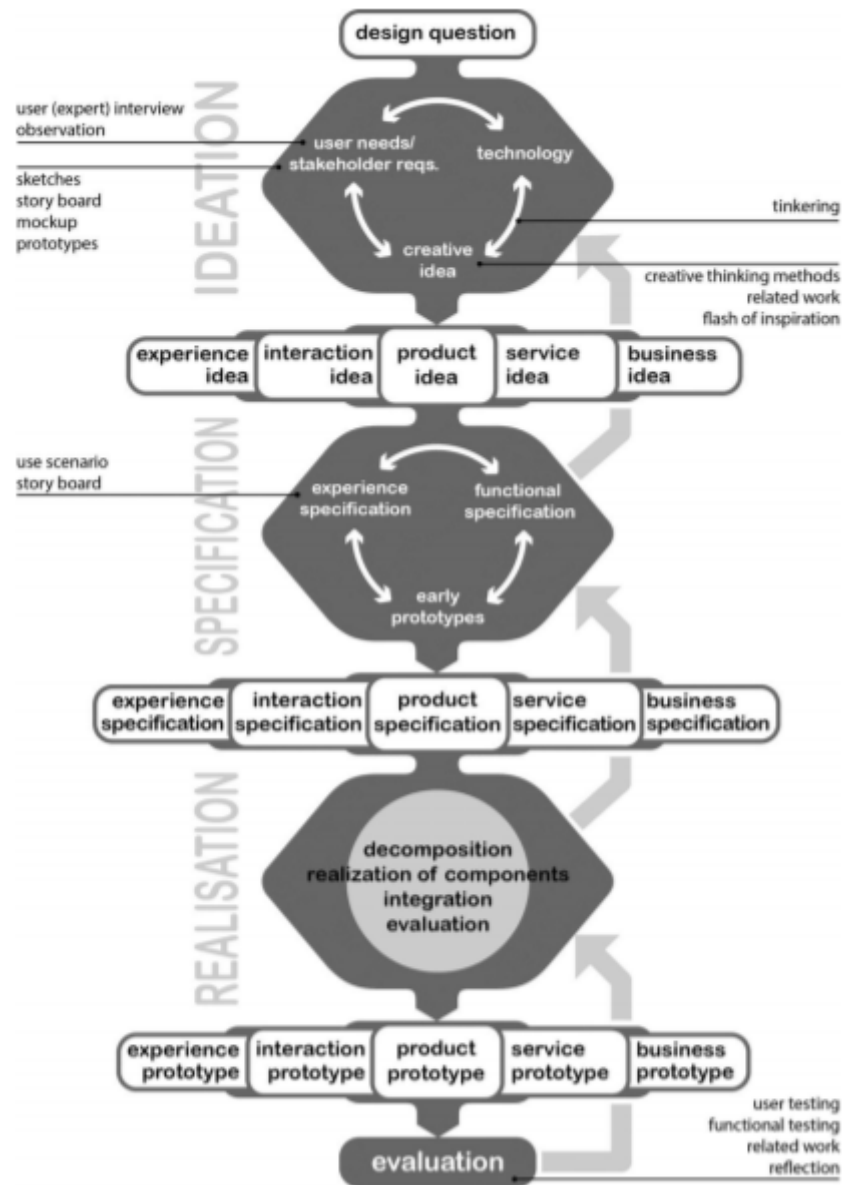 design question
IDEATION
user (expert) interview
observation
sketches
story board
mockup
prototypes
user needs/
stakeholder reqs.
technology
creative
idea
tinkering
creative thinking methods
related work
flash of inspiration
experience
idea
interaction
idea
product
idea
service
idea
business
idea
SPECIFICATION
use scenario
story board
experience
specification
functional
specification
early
prototypes
experience
specification
interaction
specification
product
specification
service
specification
business
specification
REALISATION
decomposition
realization of components
integration
evaluation
experience
prototype
interaction
prototype
product
prototype
service
prototype
business
prototype
evaluation
user testing
functional testing
related work
reflection